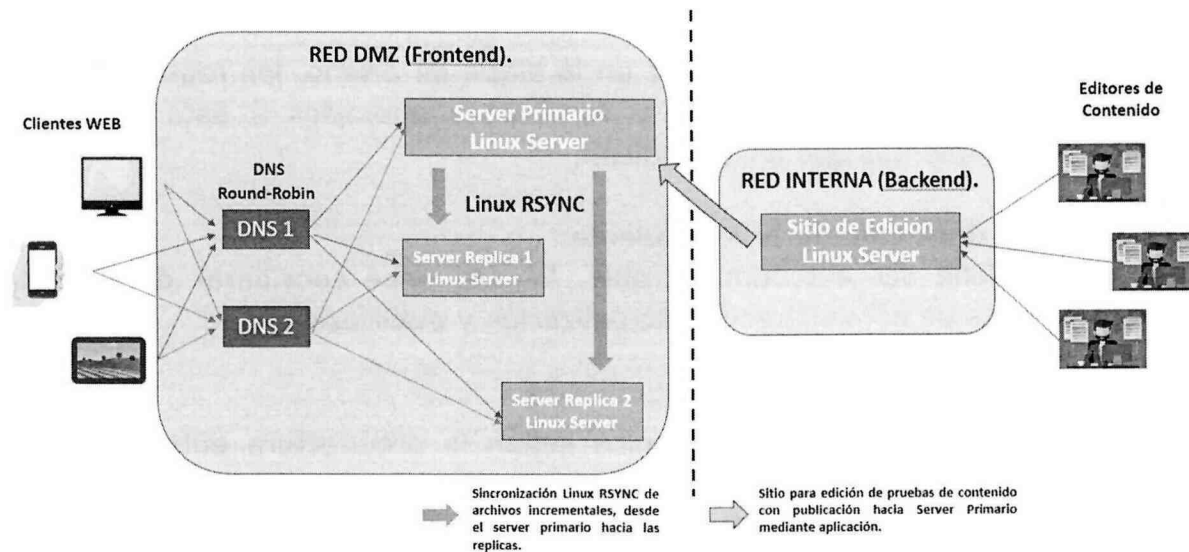 RED DMZ (Frontend).
Clientes WEB
DNS
Round-Robin
DNS 1
DNS 2
Server Primario
Linux Server
Linux RSYNC
Server Replica 1
Linux Server
Server Replica 2
Linux Server
RED INTERNA (Backend).
Sitio de Edición
Linux Server
Editores de
Contenido
Sincronización Linux RSYNC de
archivos incrementales, desde
el server primario hacia las
replicas.
Sitio para edición de pruebas de contenido
con publicación hacia Server Primario
mediante aplicación.